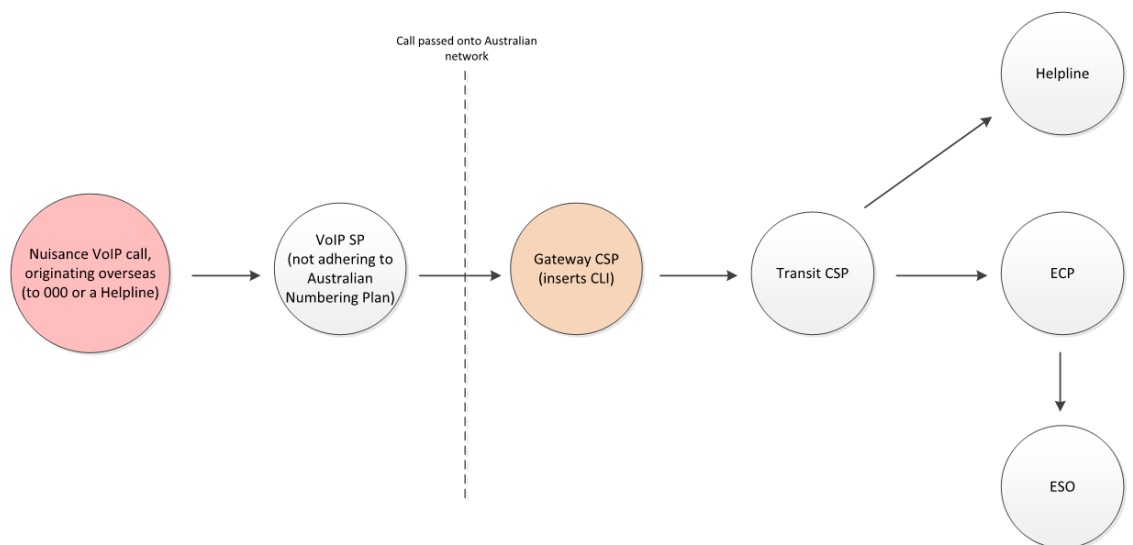 Call passed onto Australian
network
Helpline
Nuisance VoIP call,
originating overseas
(to 000 or a Helpline)
VoIP SP
(not adhering to
Australian
Numbering Plan)
Gateway CSP
(inserts CLI)
Transit CSP
ECP
ESO